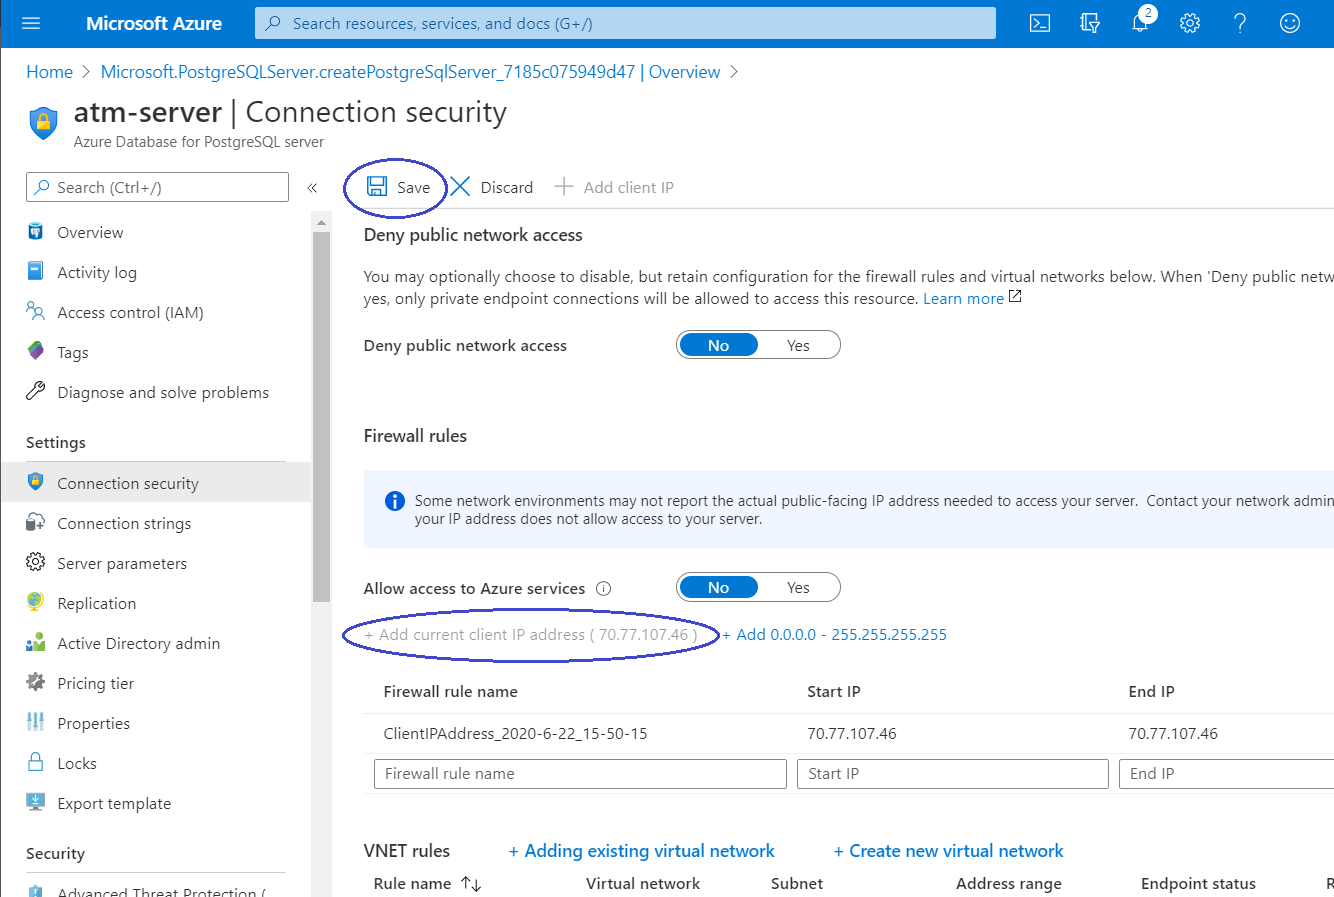 Microsoft Azure
Search resources, services, and docs (G+/)
2
Home > Microsoft.PostgreSQLServer.createPostgreSqlServer_7185c075949d47 | Overview >
atm-server | Connection security
Azure Database for PostgreSQL server
Search (Ctrl+/)
«
Save
Discard
Add client IP
Overview
Activity log
Access control (IAM)
Tags
Diagnose and solve problems
Settings
Connection security
Connection strings
Server parameters
Replication
Active Directory admin
Pricing tier
Properties
Locks
Export template
Security
Advanced Threat Protection (
Deny public network access
You may optionally choose to disable, but retain configuration for the firewall rules and virtual networks below. When 'Deny public netw
yes, only private endpoint connections will be allowed to access this resource. Learn more
Deny public network access No Yes
Firewall rules
Some network environments may not report the actual public-facing IP address needed to access your server. Contact your network admin
your IP address does not allow access to your server.
Allow access to Azure services No Yes
+ Add current client IP address ( 70.77.107.46 ) + Add 0.0.0.0 - 255.255.255.255
Firewall rule name Start IP End IP
ClientIPAddress_2020-6-22_15-50-15 70.77.107.46 70.77.107.46
Firewall rule name Start IP End IP
VNET rules + Adding existing virtual network + Create new virtual network
Rule name ↑↓ Virtual network Subnet Address range Endpoint status R